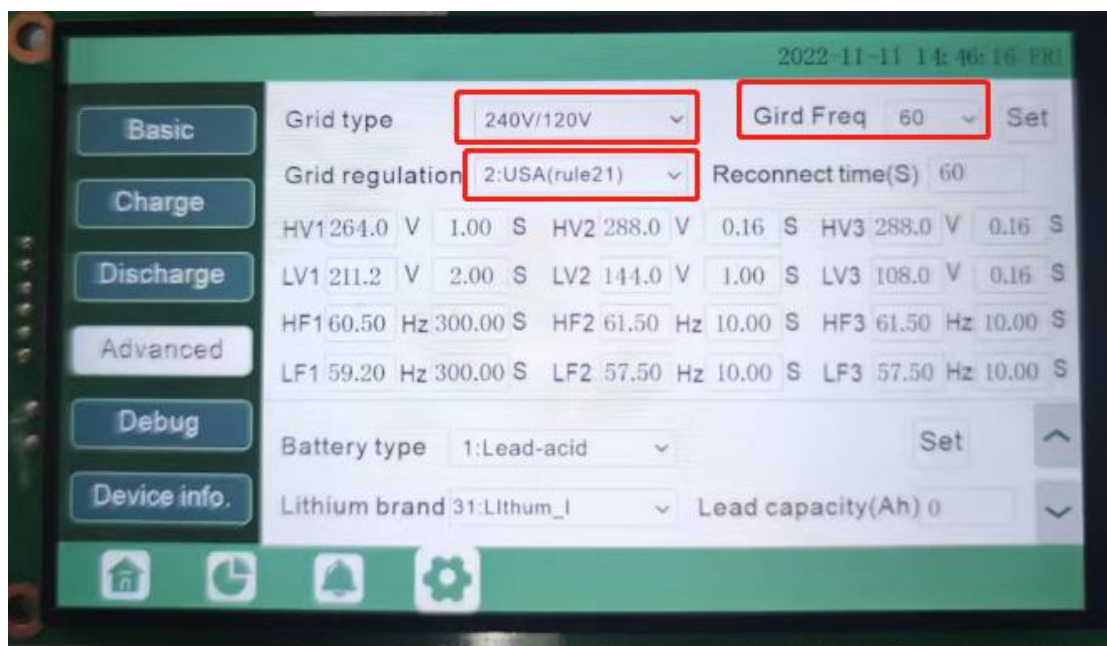 2022-11-11 14:46:16 FRI
Basic
Charge
Discharge
Advanced
Debug
Device info.
Grid type 240V/120V Gird Freq 60 Set
Grid regulation 2:USA(rule21) Reconnect time(S) 60
HV1 264.0 V 1.00 S HV2 288.0 V 0.16 S HV3 288.0 V 0.16 S
LV1 211.2 V 2.00 S LV2 144.0 V 1.00 S LV3 108.0 V 0.16 S
HF1 60.50 Hz 300.00 S HF2 61.50 Hz 10.00 S HF3 61.50 Hz 10.00 S
LF1 59.20 Hz 300.00 S LF2 57.50 Hz 10.00 S LF3 57.50 Hz 10.00 S
Battery type 1:Lead-acid Set
Lithium brand 31:LIthum_I Lead capacity(Ah) 0